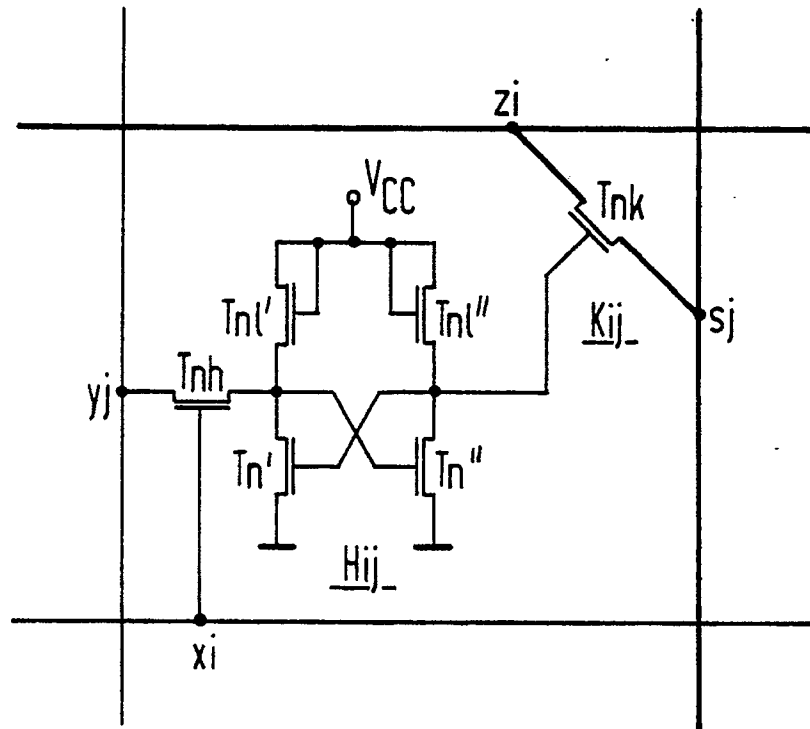 zi
VCC
Tnk
Tnl' Tnl"
Kij
sj
Tnh
yj
Tn' Tn"
Hij
xi